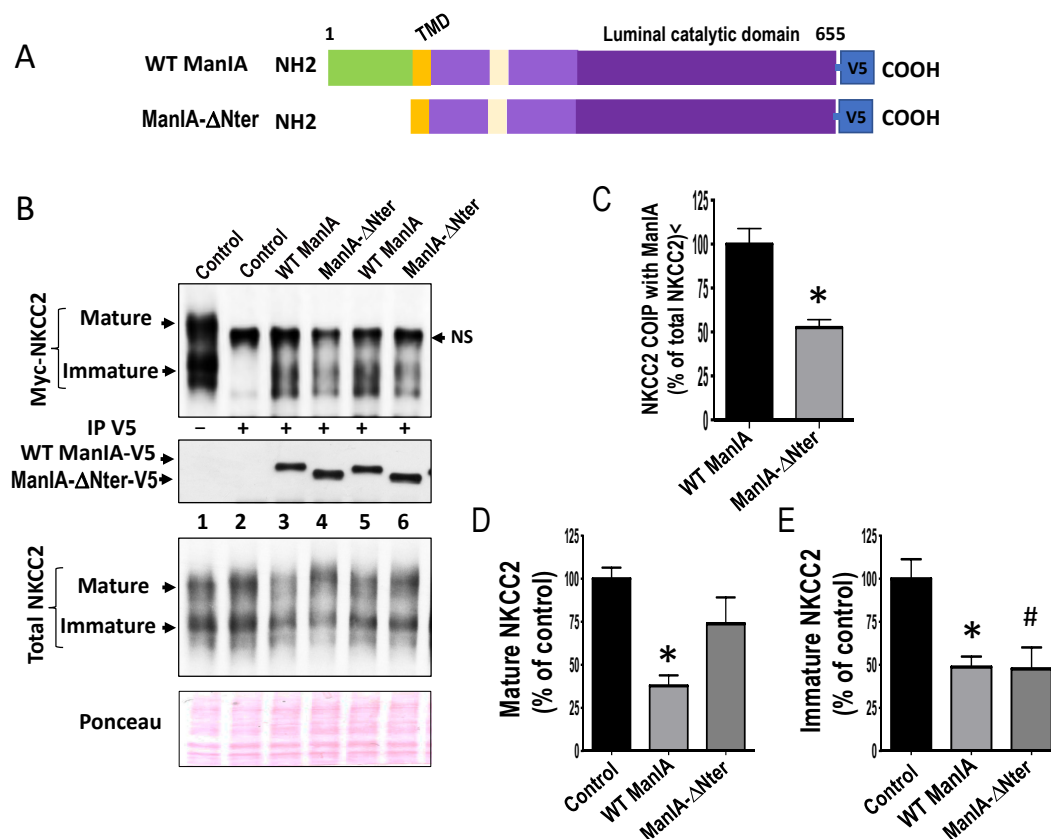 A
1
TMD
Luminal catalytic domain
655
WT ManIA NH2 V5 COOH
ManIA-ΔNter NH2 V5 COOH
B
Control
Control
WT ManIA
ManIA-ΔNter
WT ManIA
ManIA-ΔNter
Myc-NKCC2
Mature
Immature
NS
IP V5 – + + + + +
WT ManIA-V5
ManIA-ΔNter-V5
1 2 3 4 5 6
Total NKCC2
Mature
Immature
Ponceau
C
NKCC2 COIP with ManIA
(% of total NKCC2)<
125
100
75
50
25
0
*
WT ManIA
ManIA-ΔNter
D
Mature NKCC2
(% of control)
125
100
75
50
25
0
*
Control
WT ManIA
ManIA-ΔNter
E
Immature NKCC2
(% of control)
125
100
75
50
25
0
*
#
Control
WT ManIA
ManIA-ΔNter